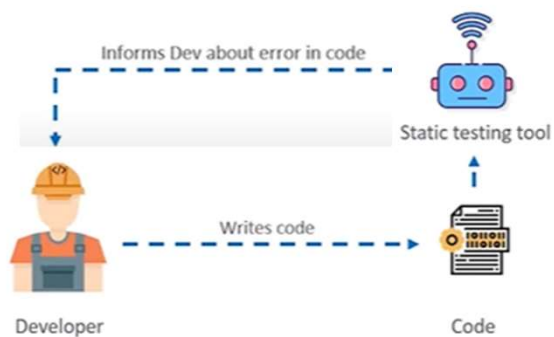 Informs Dev about error in code
Static testing tool
Writes code
Developer
Code